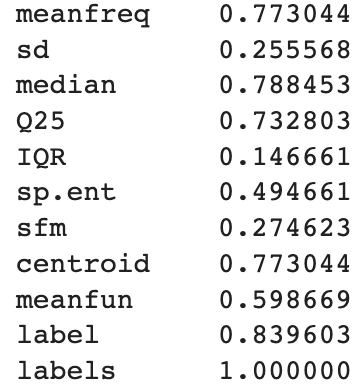 meanfreq 0.773044
sd 0.255568
median 0.788453
Q25 0.732803
IQR 0.146661
sp.ent 0.494661
sfm 0.274623
centroid 0.773044
meanfun 0.598669
label 0.839603
labels 1.000000